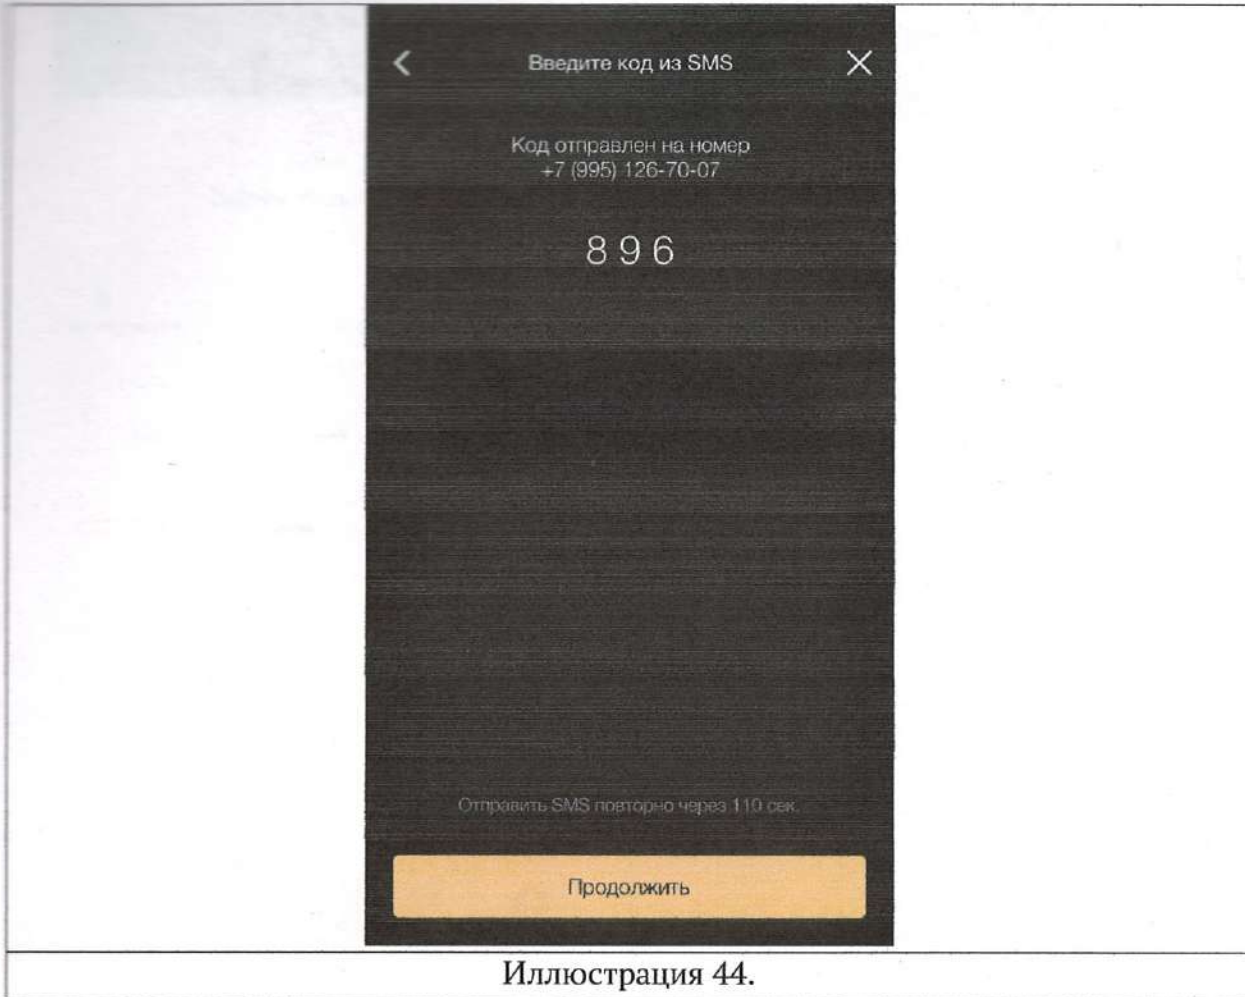 Введите код из SMS
Код отправлен на номер
+7 (995) 126-70-07
896
Отправить SMS повторно через 110 сек.
Продолжить
Иллюстрация 44.